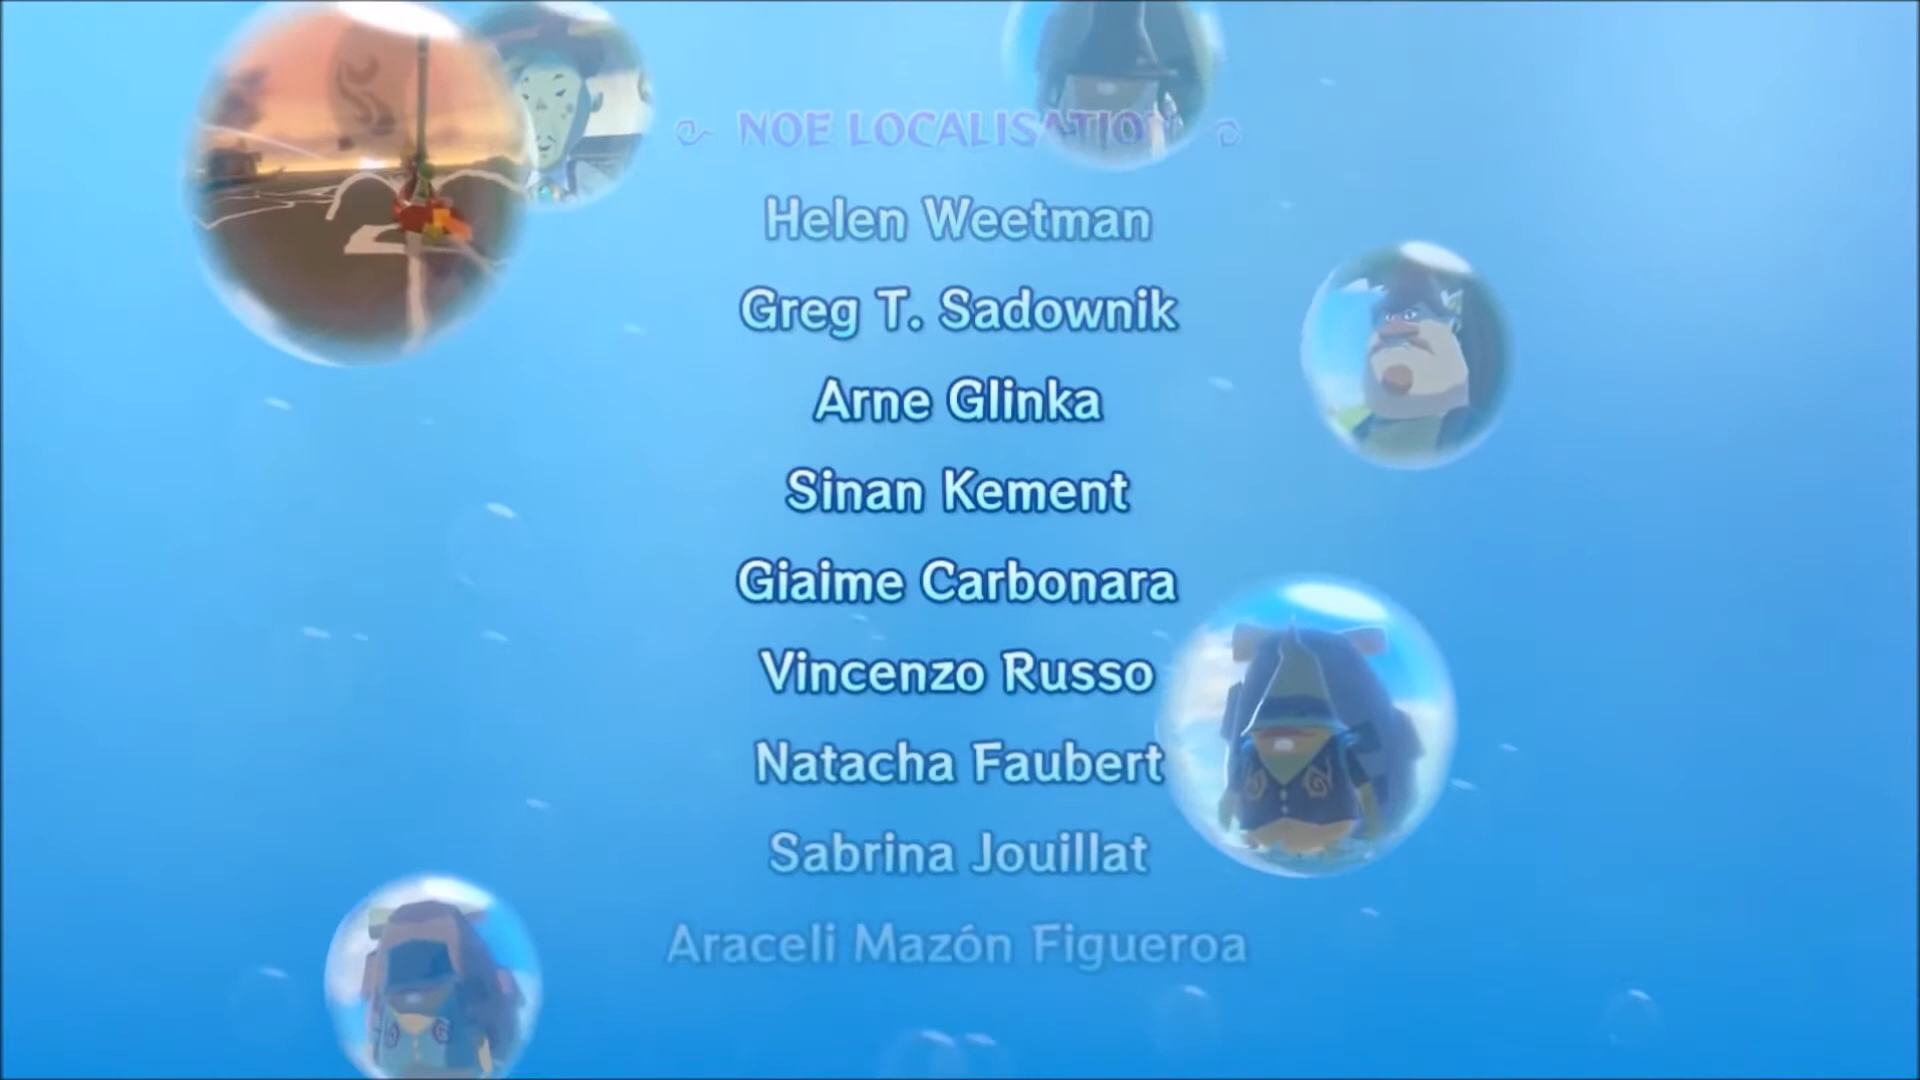 NOE LOCALISATION
Helen Weetman
Greg T. Sadownik
Arne Glinka
Sinan Kement
Giaime Carbonara
Vincenzo Russo
Natacha Faubert
Sabrina Jouillat
Araceli Mazón Figueroa